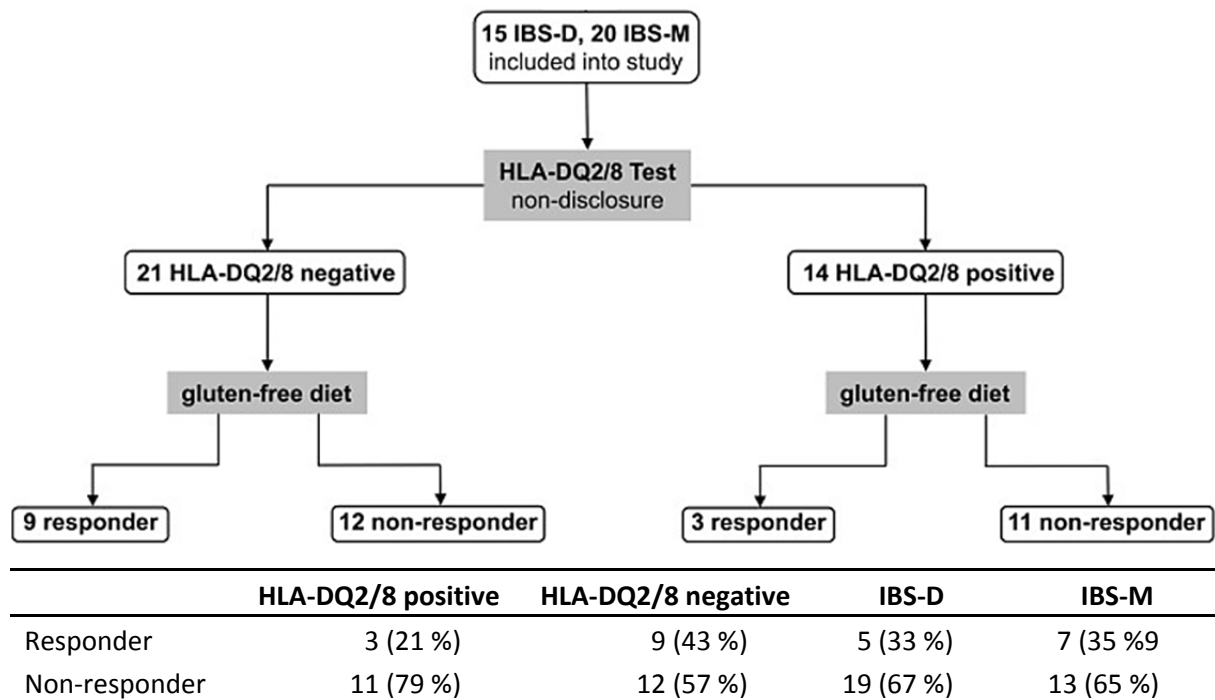 15 IBS-D, 20 IBS-M
included into study
HLA-DQ2/8 Test
non-disclosure
21 HLA-DQ2/8 negative
14 HLA-DQ2/8 positive
gluten-free diet
gluten-free diet
9 responder
12 non-responder
3 responder
11 non-responder
HLA-DQ2/8 positive HLA-DQ2/8 negative IBS-D IBS-M
Responder 3 (21 %) 9 (43 %) 5 (33 %) 7 (35 %9
Non-responder 11 (79 %) 12 (57 %) 19 (67 %) 13 (65 %)